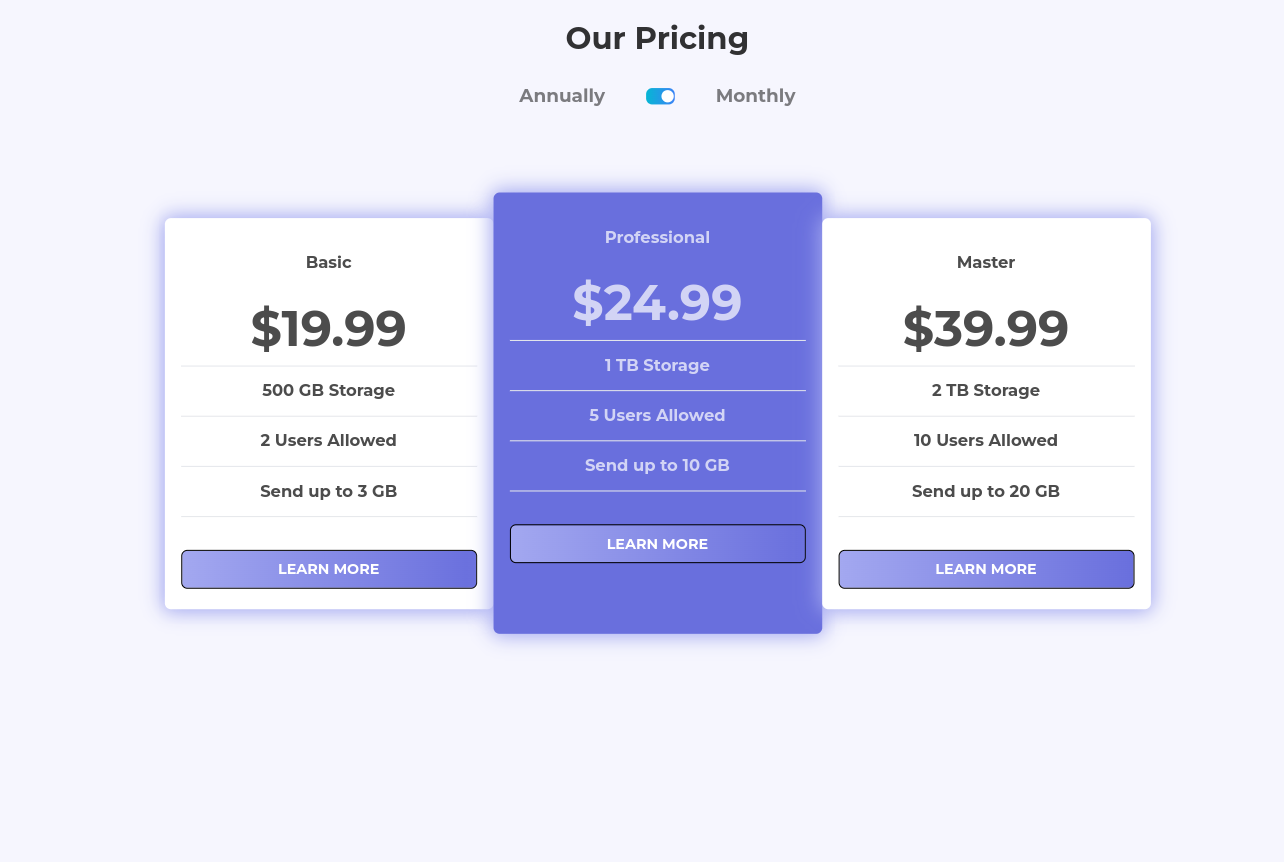 Our Pricing
Annually Monthly
Basic
$19.99
500 GB Storage
2 Users Allowed
Send up to 3 GB
LEARN MORE
Professional
$24.99
1 TB Storage
5 Users Allowed
Send up to 10 GB
LEARN MORE
Master
$39.99
2 TB Storage
10 Users Allowed
Send up to 20 GB
LEARN MORE